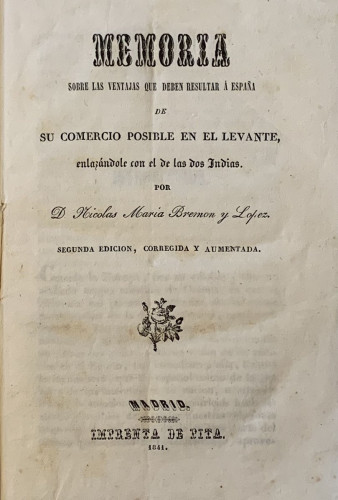 MEMORIA
SOBRE LAS VENTAJAS QUE DEBEN RESULTAR Á ESPAÑA
DE
SU COMERCIO POSIBLE EN EL LEVANTE,
enlazándole con el de las dos Indias.
POR
D. Nicolas Maria Bremon y Lopez.
SEGUNDA EDICION, CORREGIDA Y AUMENTADA.
MADRID.
IMPRENTA DE PITA.
1841.